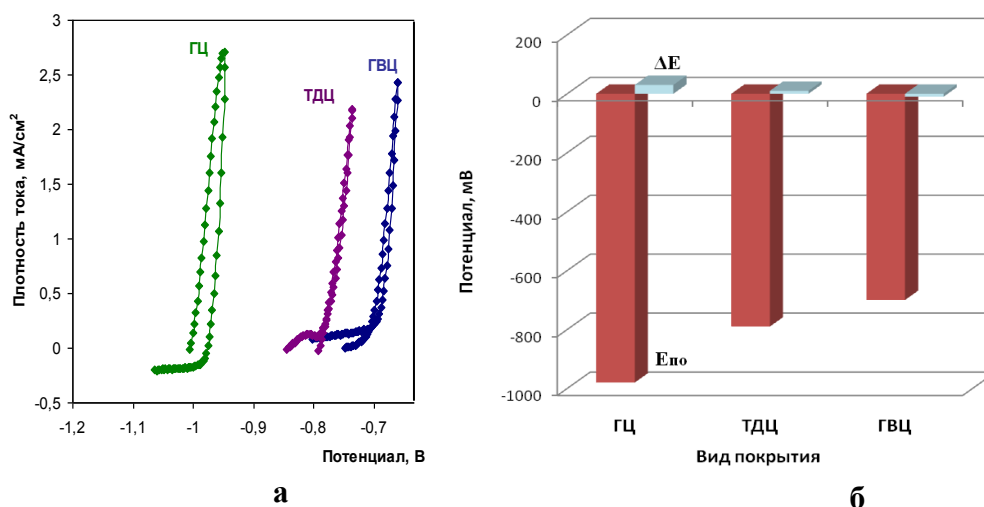 3
2,5
2
1,5
1
0,5
0
-0,5
-1,2
-1,1
-1
-0,9
-0,8
-0,7
Плотность тока, мА/см²
Потенциал, В
ГЦ
ТДЦ
ГВЦ
а
200
0
-200
-400
-600
-800
-1000
Потенциал, мВ
ΔE
Eпо
ГЦ
ТДЦ
ГВЦ
Вид покрытия
б